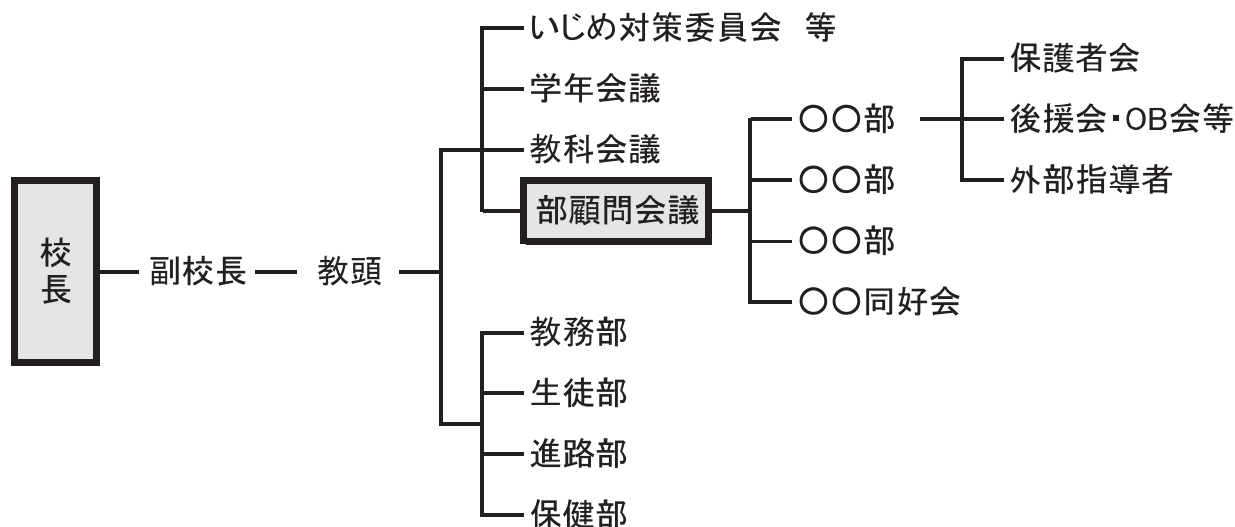 校長
副校長
教頭
いじめ対策委員会 等
学年会議
教科会議
部顧問会議
○○部
○○部
○○部
○○同好会
保護者会
後援会・OB会等
外部指導者
教務部
生徒部
進路部
保健部